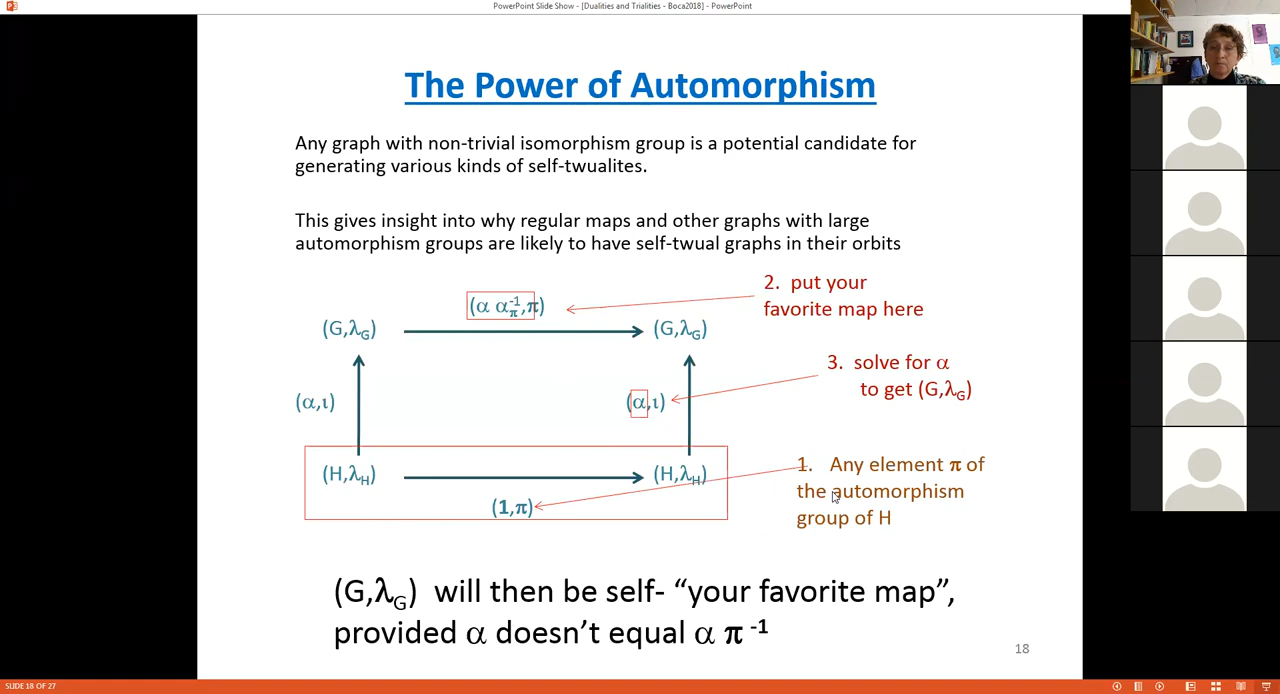 PowerPoint Slide Show - [Dualities and Trialities - Boca2018] - PowerPoint
The Power of Automorphism
Any graph with non-trivial isomorphism group is a potential candidate for
generating various kinds of self-twualites.
This gives insight into why regular maps and other graphs with large
automorphism groups are likely to have self-twual graphs in their orbits
2. put your
favorite map here
(α α_π^-1,π)
(G,λ_G)
(G,λ_G)
3. solve for α
to get (G,λ_G)
(α,ι)
(α,ι)
(H,λ_H)
(H,λ_H)
1. Any element π of
the automorphism
group of H
(1,π)
(G,λ_G) will then be self- “your favorite map”,
provided α doesn’t equal α π^-1
18
SLIDE 18 OF 27